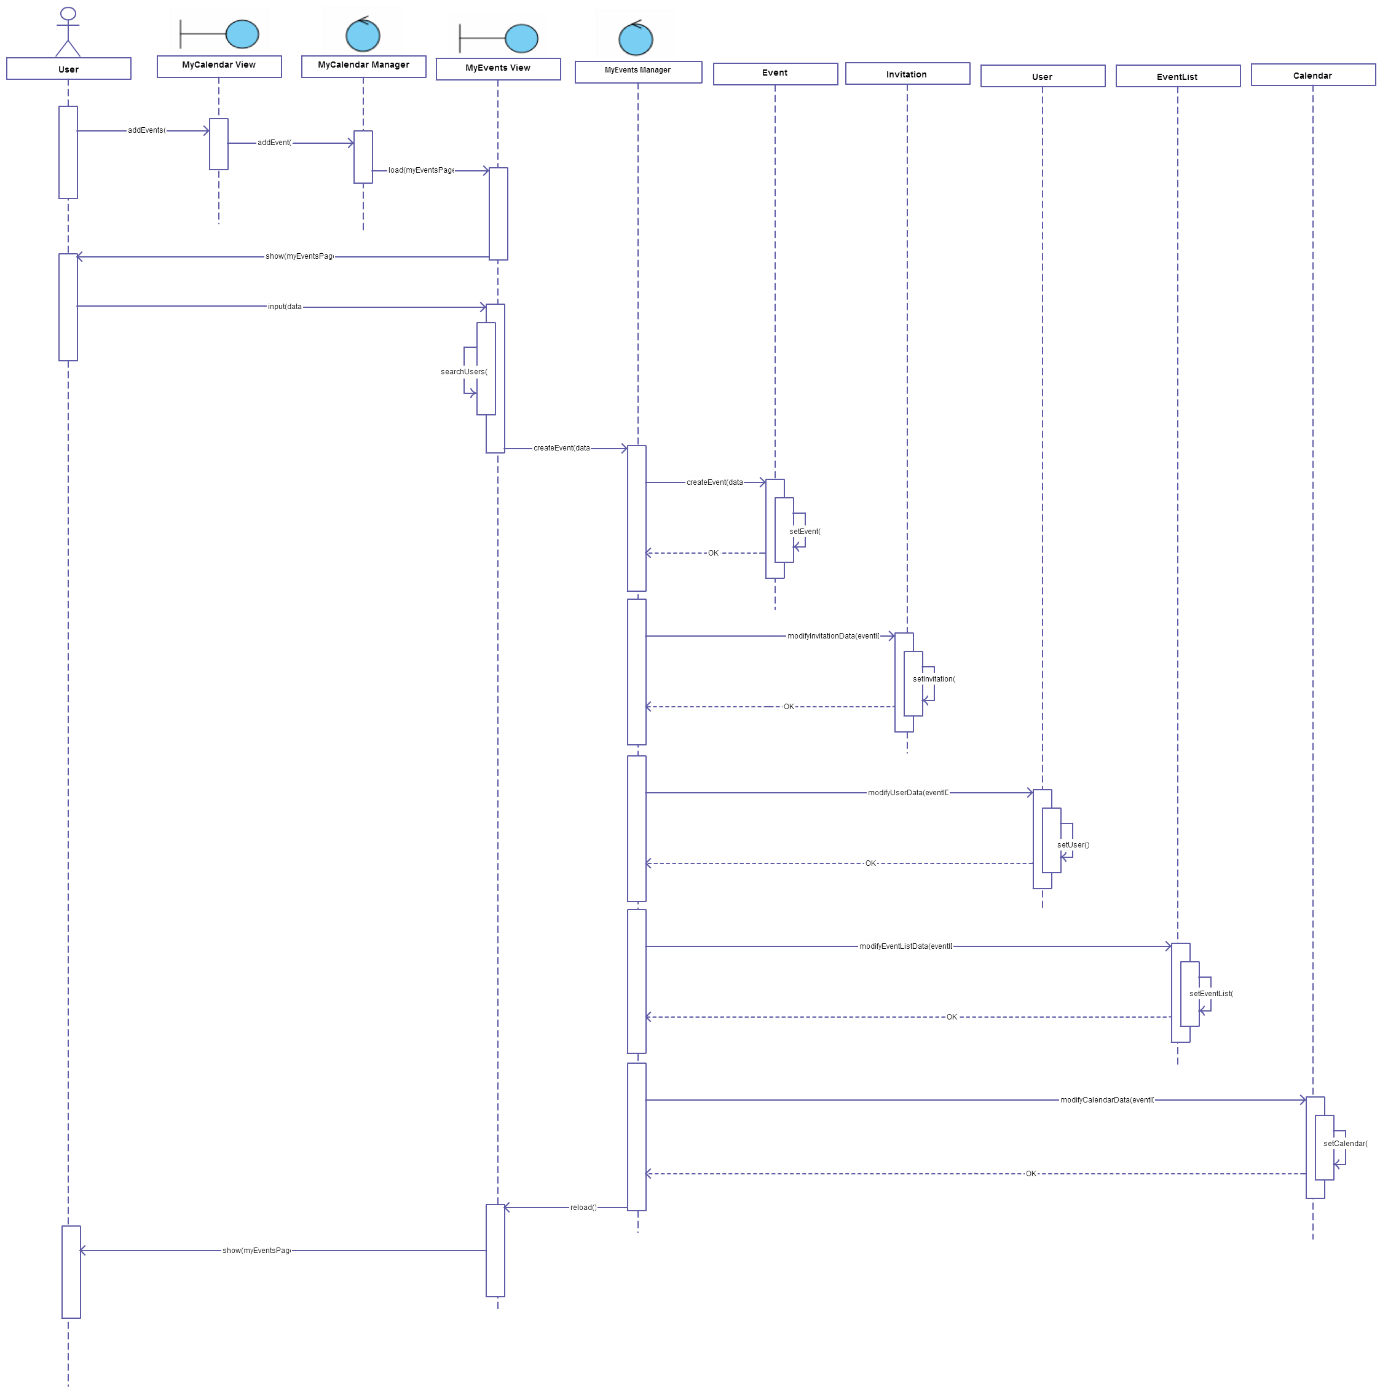 User
MyCalendar View
MyCalendar Manager
MyEvents View
MyEvents Manager
Event
Invitation
User
EventList
Calendar
addEvents(
addEvent(
load(myEventsPage
show(myEventsPag
input(data
searchUsers(
createEvent(data
createEvent(data
setEvent(
OK
modifyInvitationData(eventI
setInvitation(
OK
modifyUserData(eventI
setUser()
OK
modifyEventListData(eventI
setEventList(
OK
modifyCalendarData(eventI
setCalendar(
OK
reload()
show(myEventsPag